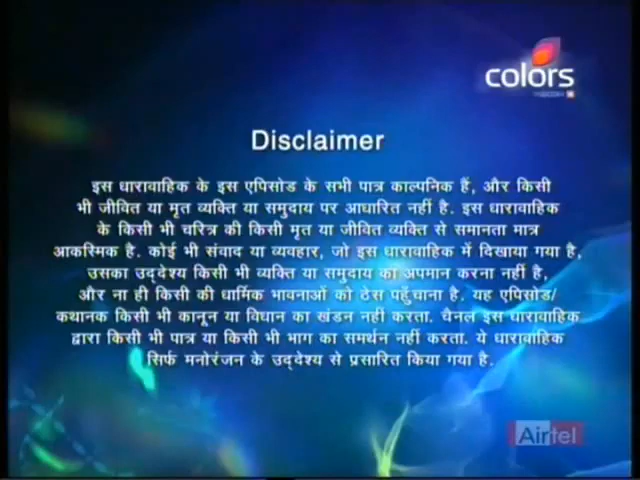 colors
Disclaimer
इस धारावाहिक के इस एपिसोड के सभी पात्र काल्पनिक हैं, और किसी
भी जीवित या मृत व्यक्ति या समुदाय पर आधारित नहीं है. इस धारावाहिक
के किसी भी चरित्र की किसी मृत या जीवित व्यक्ति से समानता मात्र
आकस्मिक है. कोई भी संवाद या व्यवहार, जो इस धारावाहिक में दिखाया गया है,
उसका उद्देश्य किसी भी व्यक्ति या समुदाय का अपमान करना नहीं है,
और ना ही किसी की धार्मिक भावनाओं को ठेस पहुँचाना है. यह एपिसोड/
कथानक किसी भी कानून या विधान का खंडन नहीं करता. चैनल इस धारावाहिक
द्वारा किसी भी पात्र या किसी भी भाग का समर्थन नहीं करता. ये धारावाहिक
सिर्फ मनोरंजन के उद्देश्य से प्रसारित किया गया है.
Airtel